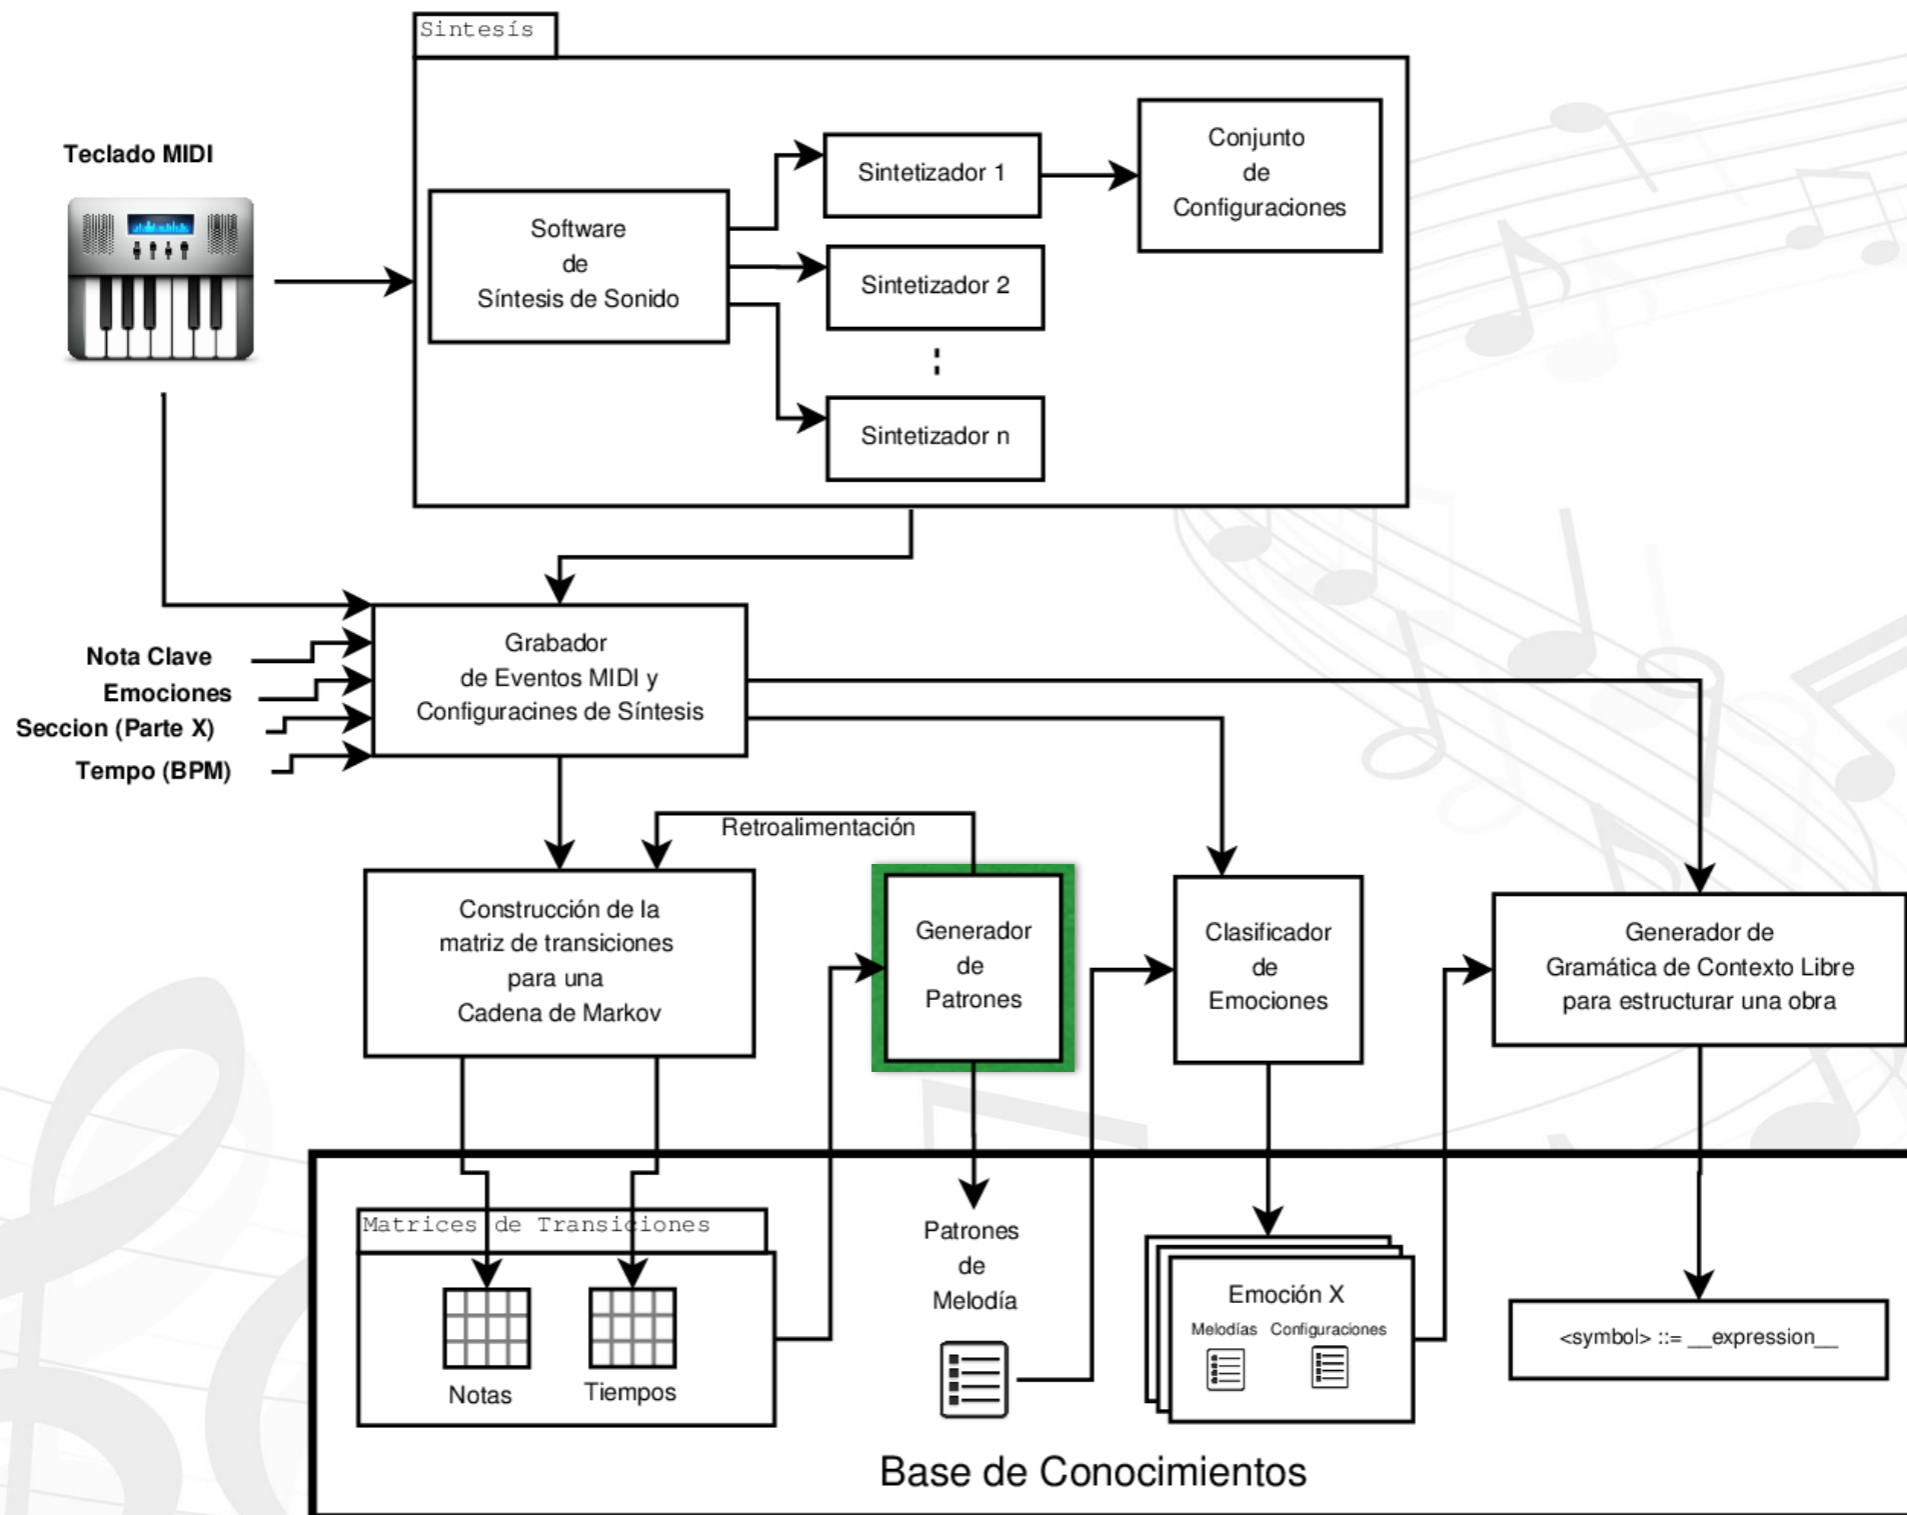 Sintesís
Teclado MIDI
Software
de
Síntesis de Sonido
Sintetizador 1
Sintetizador 2
Sintetizador n
Conjunto
de
Configuraciones
Nota Clave
Emociones
Seccion (Parte X)
Tempo (BPM)
Grabador
de Eventos MIDI y
Configuracines de Síntesis
Retroalimentación
Construcción de la
matriz de transiciones
para una
Cadena de Markov
Generador
de
Patrones
Clasificador
de
Emociones
Generador de
Gramática de Contexto Libre
para estructurar una obra
Matrices de Transiciones
Notas
Tiempos
Patrones
de
Melodía
Emoción X
Melodías Configuraciones
<symbol> ::= __expression__
Base de Conocimientos